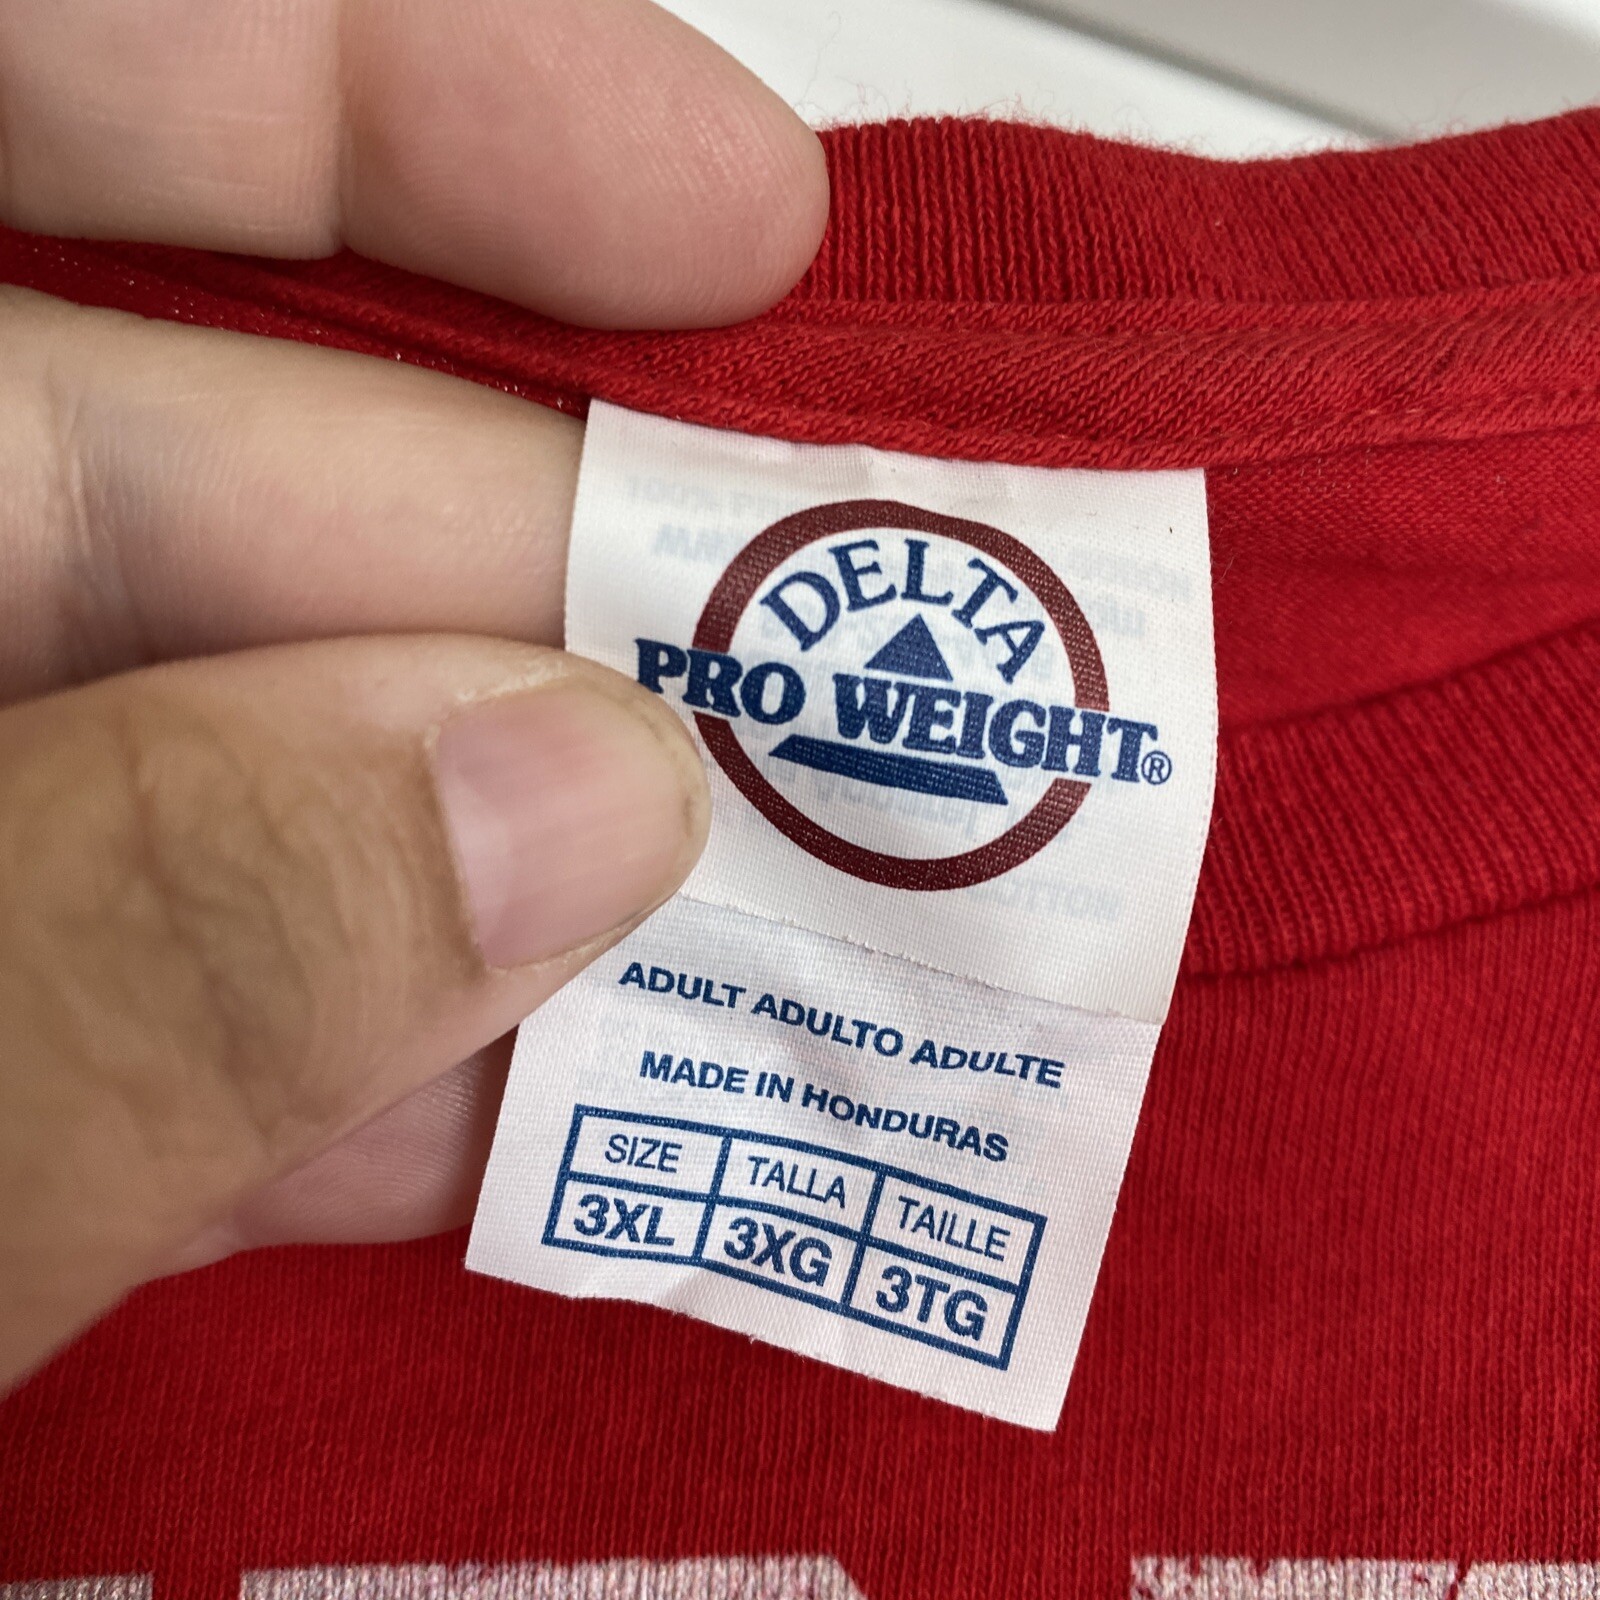 DELTA
PRO WEIGHT®
ADULT ADULTO ADULTE
MADE IN HONDURAS
SIZE TALLA TAILLE
3XL 3XG 3TG